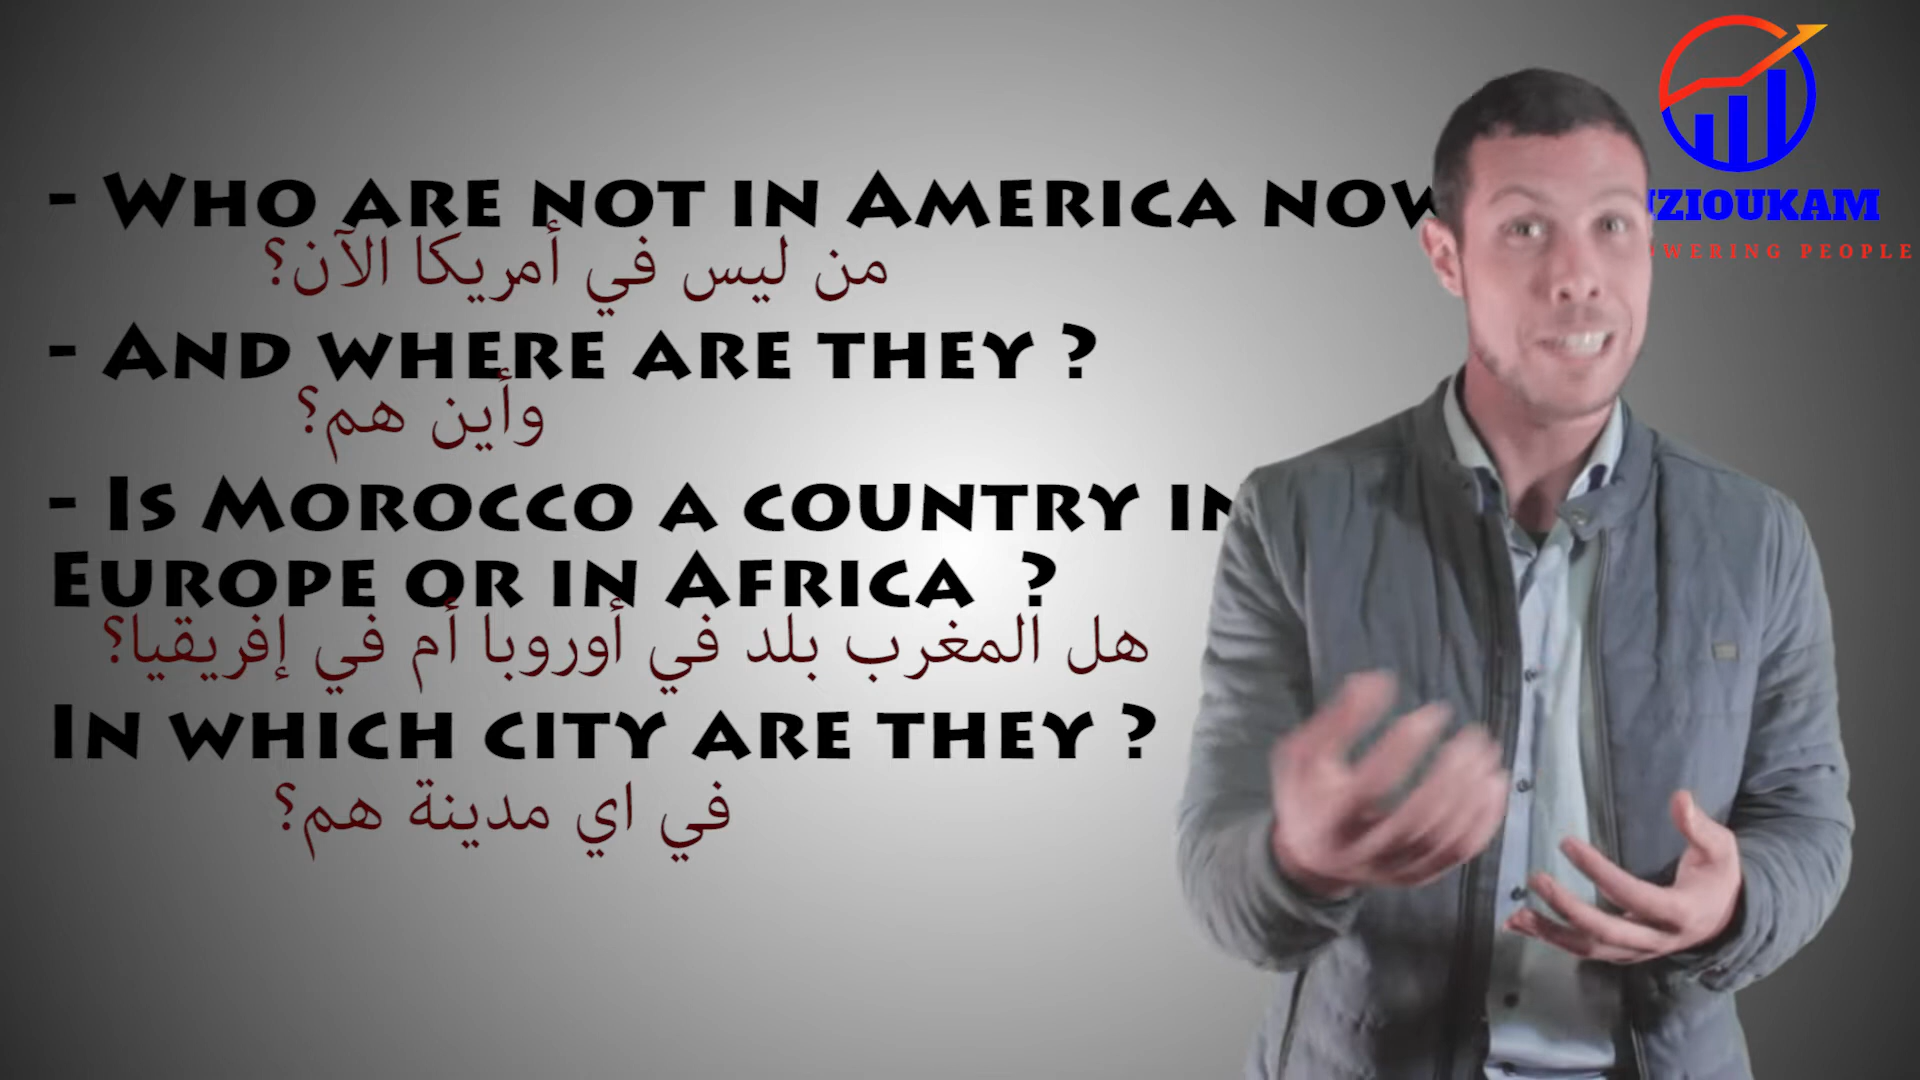 - Who are not in America now
من ليس في أمريكا الآن؟
- And where are they ?
وأين هم؟
- Is Morocco a country in
Europe or in Africa ?
هل المغرب بلد في أوروبا أم في إفريقيا؟
In which city are they ?
في اي مدينة هم؟
PEOPLE